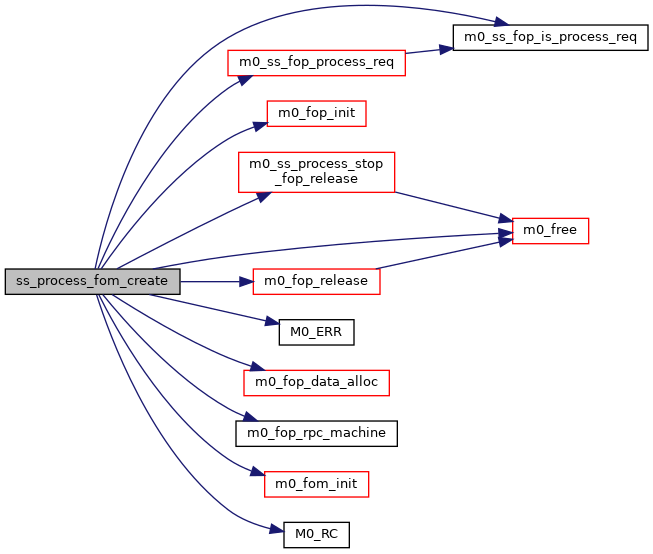 m0_ss_fop_is_process_req
m0_ss_fop_process_req
m0_fop_init
m0_ss_process_stop
_fop_release
m0_free
ss_process_fom_create
m0_fop_release
M0_ERR
m0_fop_data_alloc
m0_fop_rpc_machine
m0_fom_init
M0_RC